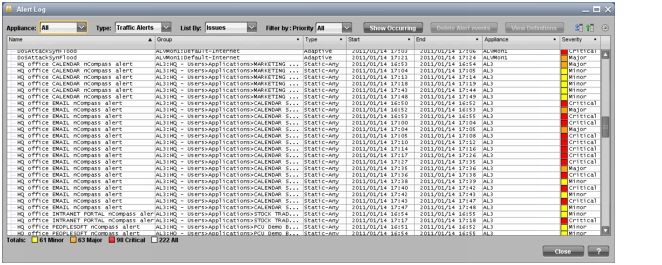 Alert Log
Appliance: All Type: Traffic Alerts List By: Issues Filter by : Priority All Show Occurring Delete Alert events View Definitions
Name Group Type Start End Appliance Severity
DoSAttackSynFlood ALVWMON1:Default-Internet Adaptive 2011/01/14 17:03 2011/01/14 17:06 ALVWMON1 Critical
DoSAttackSynFlood ALVWMON1:Default-Internet Adaptive 2011/01/14 17:21 2011/01/14 17:24 ALVWMON1 Major
HQ office CALENDAR nCompass alert AL3:HQ - Users>Applications>MARKETING ... Static-Any 2011/01/14 16:53 2011/01/14 16:54 AL3 Major
HQ office CALENDAR nCompass alert AL3:HQ - Users>Applications>MARKETING ... Static-Any 2011/01/14 17:04 2011/01/14 17:05 AL3 Minor
HQ office CALENDAR nCompass alert AL3:HQ - Users>Applications>MARKETING ... Static-Any 2011/01/14 17:13 2011/01/14 17:14 AL3 Minor
HQ office CALENDAR nCompass alert AL3:HQ - Users>Applications>MARKETING ... Static-Any 2011/01/14 17:18 2011/01/14 17:19 AL3 Minor
HQ office CALENDAR nCompass alert AL3:HQ - Users>Applications>MARKETING ... Static-Any 2011/01/14 17:43 2011/01/14 17:44 AL3 Minor
HQ office CALENDAR nCompass alert AL3:HQ - Users>Applications>MARKETING ... Static-Any 2011/01/14 17:48 2011/01/14 17:49 AL3 Minor
HQ office EMAIL nCompass alert AL3:HQ - Users>Applications>CALENDAR S... Static-Any 2011/01/14 16:50 2011/01/14 16:52 AL3 Critical
HQ office EMAIL nCompass alert AL3:HQ - Users>Applications>CALENDAR S... Static-Any 2011/01/14 16:52 2011/01/14 16:53 AL3 Major
HQ office EMAIL nCompass alert AL3:HQ - Users>Applications>CALENDAR S... Static-Any 2011/01/14 16:53 2011/01/14 16:55 AL3 Critical
HQ office EMAIL nCompass alert AL3:HQ - Users>Applications>CALENDAR S... Static-Any 2011/01/14 17:00 2011/01/14 17:04 AL3 Critical
HQ office EMAIL nCompass alert AL3:HQ - Users>Applications>CALENDAR S... Static-Any 2011/01/14 17:04 2011/01/14 17:05 AL3 Major
HQ office EMAIL nCompass alert AL3:HQ - Users>Applications>CALENDAR S... Static-Any 2011/01/14 17:05 2011/01/14 17:08 AL3 Critical
HQ office EMAIL nCompass alert AL3:HQ - Users>Applications>CALENDAR S... Static-Any 2011/01/14 17:10 2011/01/14 17:12 AL3 Critical
HQ office EMAIL nCompass alert AL3:HQ - Users>Applications>CALENDAR S... Static-Any 2011/01/14 17:14 2011/01/14 17:16 AL3 Critical
HQ office EMAIL nCompass alert AL3:HQ - Users>Applications>CALENDAR S... Static-Any 2011/01/14 17:17 2011/01/14 17:26 AL3 Critical
HQ office EMAIL nCompass alert AL3:HQ - Users>Applications>CALENDAR S... Static-Any 2011/01/14 17:27 2011/01/14 17:35 AL3 Critical
HQ office EMAIL nCompass alert AL3:HQ - Users>Applications>CALENDAR S... Static-Any 2011/01/14 17:35 2011/01/14 17:36 AL3 Major
HQ office EMAIL nCompass alert AL3:HQ - Users>Applications>CALENDAR S... Static-Any 2011/01/14 17:36 2011/01/14 17:38 AL3 Critical
HQ office EMAIL nCompass alert AL3:HQ - Users>Applications>CALENDAR S... Static-Any 2011/01/14 17:38 2011/01/14 17:39 AL3 Minor
HQ office EMAIL nCompass alert AL3:HQ - Users>Applications>CALENDAR S... Static-Any 2011/01/14 17:40 2011/01/14 17:42 AL3 Critical
HQ office EMAIL nCompass alert AL3:HQ - Users>Applications>CALENDAR S... Static-Any 2011/01/14 17:43 2011/01/14 17:47 AL3 Critical
HQ office EMAIL nCompass alert AL3:HQ - Users>Applications>CALENDAR S... Static-Any 2011/01/14 17:47 2011/01/14 17:48 AL3 Minor
HQ office INTRANET PORTAL nCompass aler AL3:HQ - Users>Applications>STOCK TRAD... Static-Any 2011/01/14 16:54 2011/01/14 16:55 AL3 Minor
HQ office INTRANET PORTAL nCompass aler AL3:HQ - Users>Applications>STOCK TRAD... Static-Any 2011/01/14 17:17 2011/01/14 17:18 AL3 Critical
HQ office PEOPLESOFT nCompass alert AL3:HQ - Users>Applications>PCU Demo B... Static-Any 2011/01/14 16:51 2011/01/14 16:52 AL3 Minor
HQ office PEOPLESOFT nCompass alert AL3:HQ - Users>Applications>PCU Demo B... Static-Any 2011/01/14 16:54 2011/01/14 16:55 AL3 Minor
Totals: 61 Minor 63 Major 98 Critical 222 All
Close ?